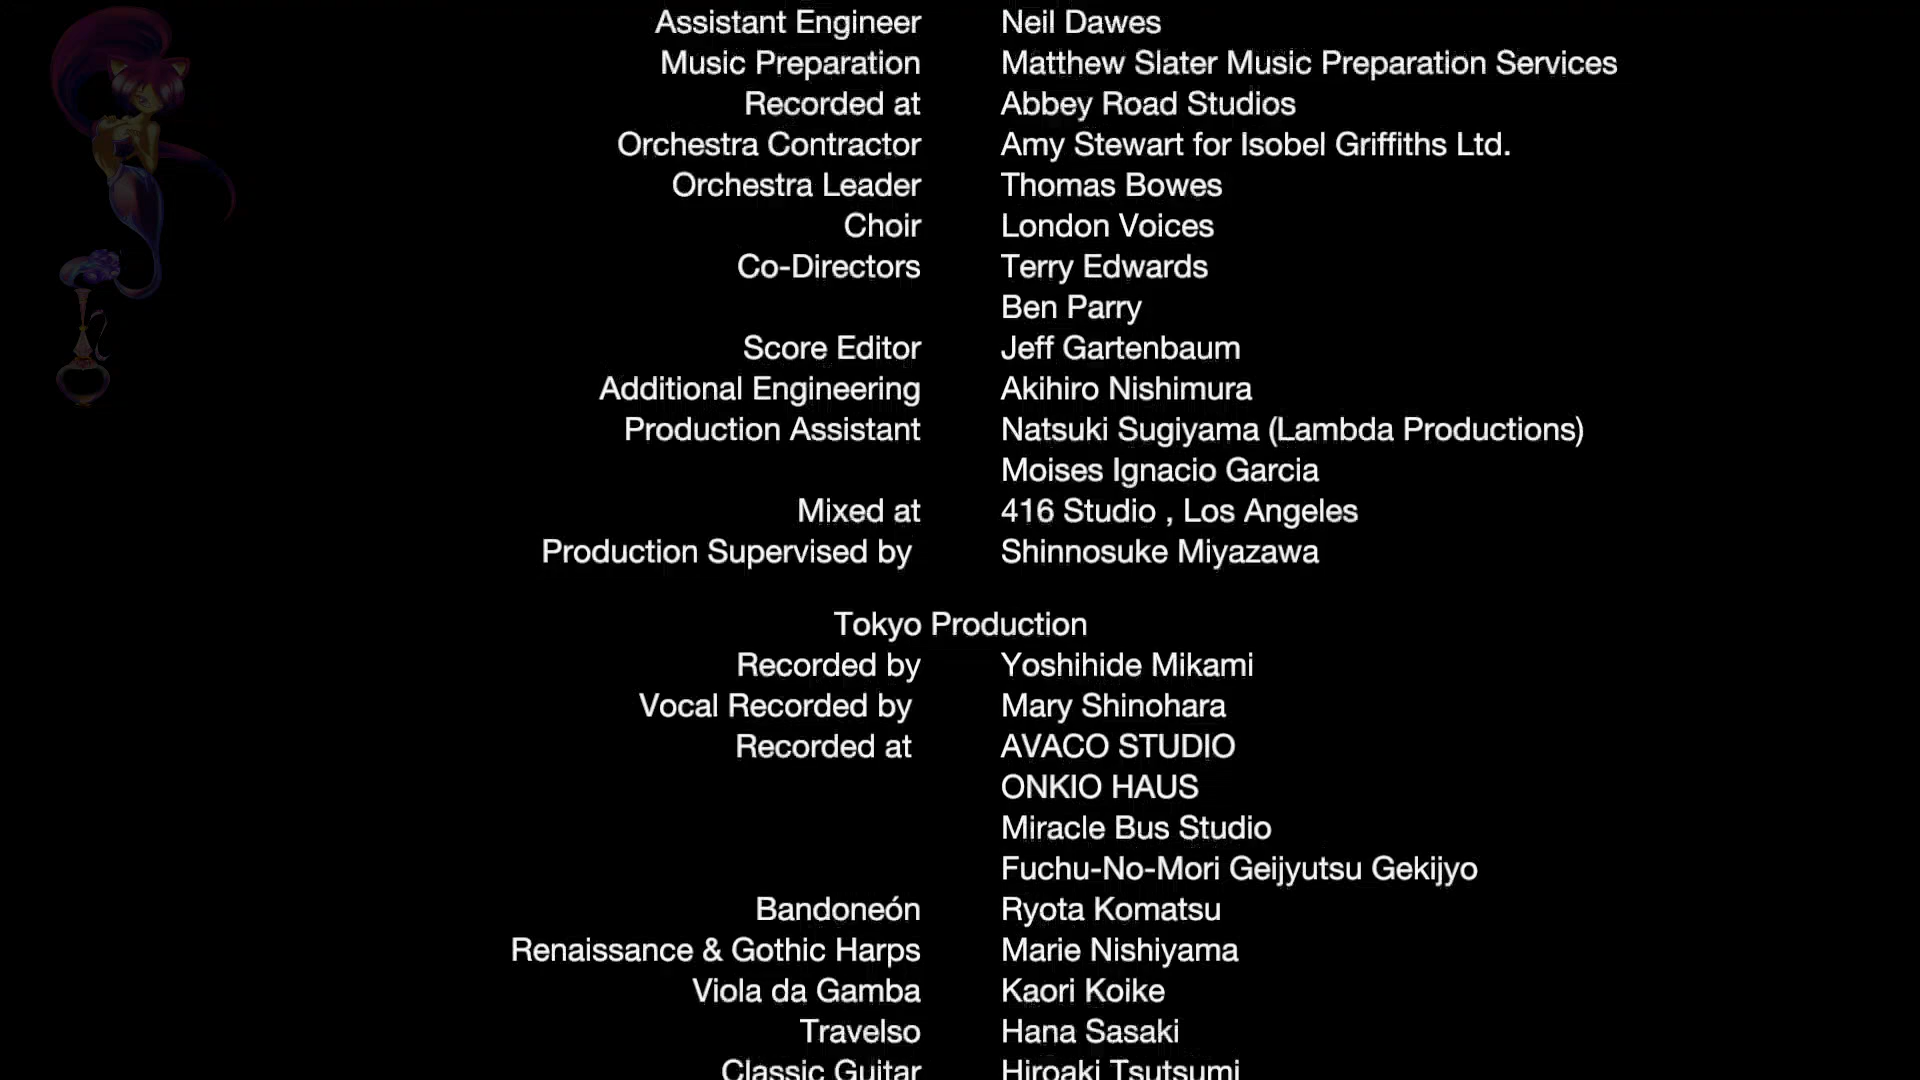 Assistant Engineer Neil Dawes
Music Preparation Matthew Slater Music Preparation Services
Recorded at Abbey Road Studios
Orchestra Contractor Amy Stewart for Isobel Griffiths Ltd.
Orchestra Leader Thomas Bowes
Choir London Voices
Co-Directors Terry Edwards
Ben Parry
Score Editor Jeff Gartenbaum
Additional Engineering Akihiro Nishimura
Production Assistant Natsuki Sugiyama (Lambda Productions)
Moises Ignacio Garcia
Mixed at 416 Studio , Los Angeles
Production Supervised by Shinnosuke Miyazawa
Tokyo Production
Recorded by Yoshihide Mikami
Vocal Recorded by Mary Shinohara
Recorded at AVACO STUDIO
ONKIO HAUS
Miracle Bus Studio
Fuchu-No-Mori Geijyutsu Gekijyo
Bandoneón Ryota Komatsu
Renaissance & Gothic Harps Marie Nishiyama
Viola da Gamba Kaori Koike
Travelso Hana Sasaki
Classic Guitar Hiroaki Tsutsumi